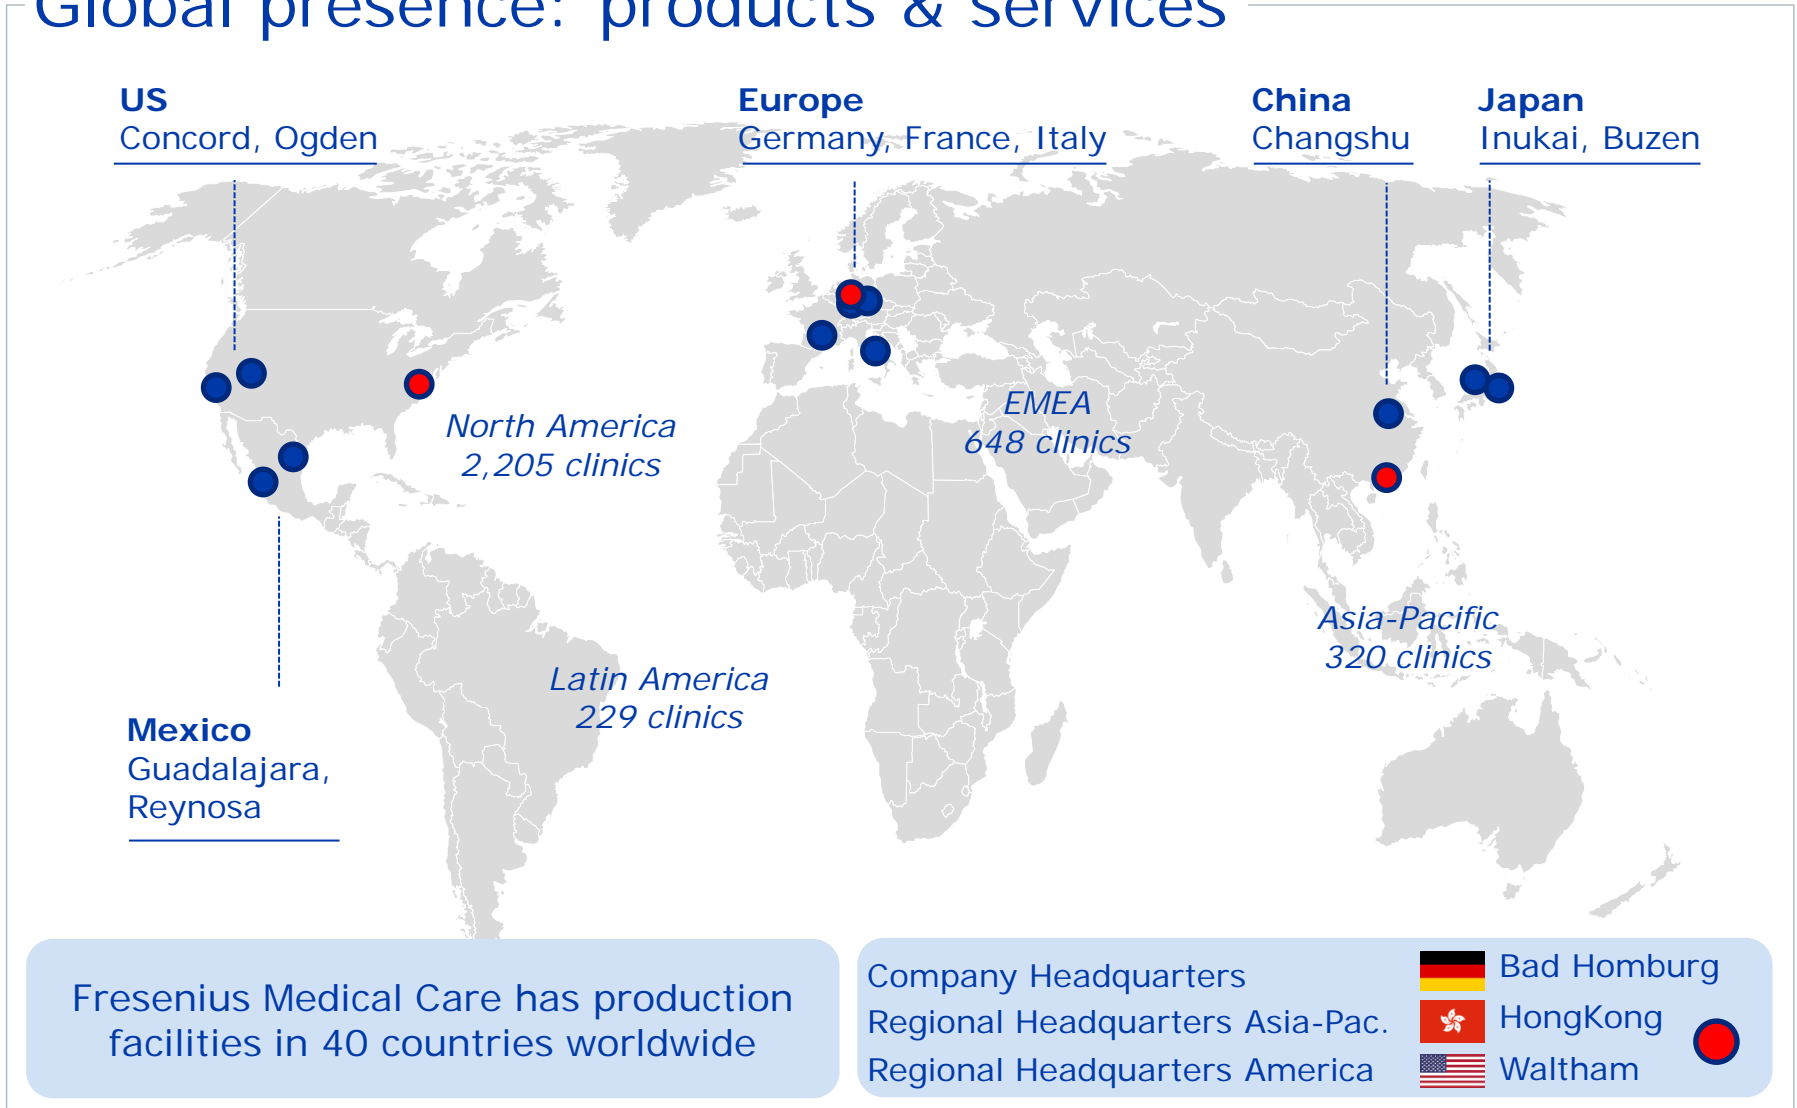 Global presence: products & services
US
Concord, Ogden
Europe
Germany, France, Italy
China
Changshu
Japan
Inukai, Buzen
North America
2,205 clinics
EMEA
648 clinics
Asia-Pacific
320 clinics
Latin America
229 clinics
Mexico
Guadalajara,
Reynosa
Fresenius Medical Care has production
facilities in 40 countries worldwide
Company Headquarters Bad Homburg
Regional Headquarters Asia-Pac. HongKong
Regional Headquarters America Waltham